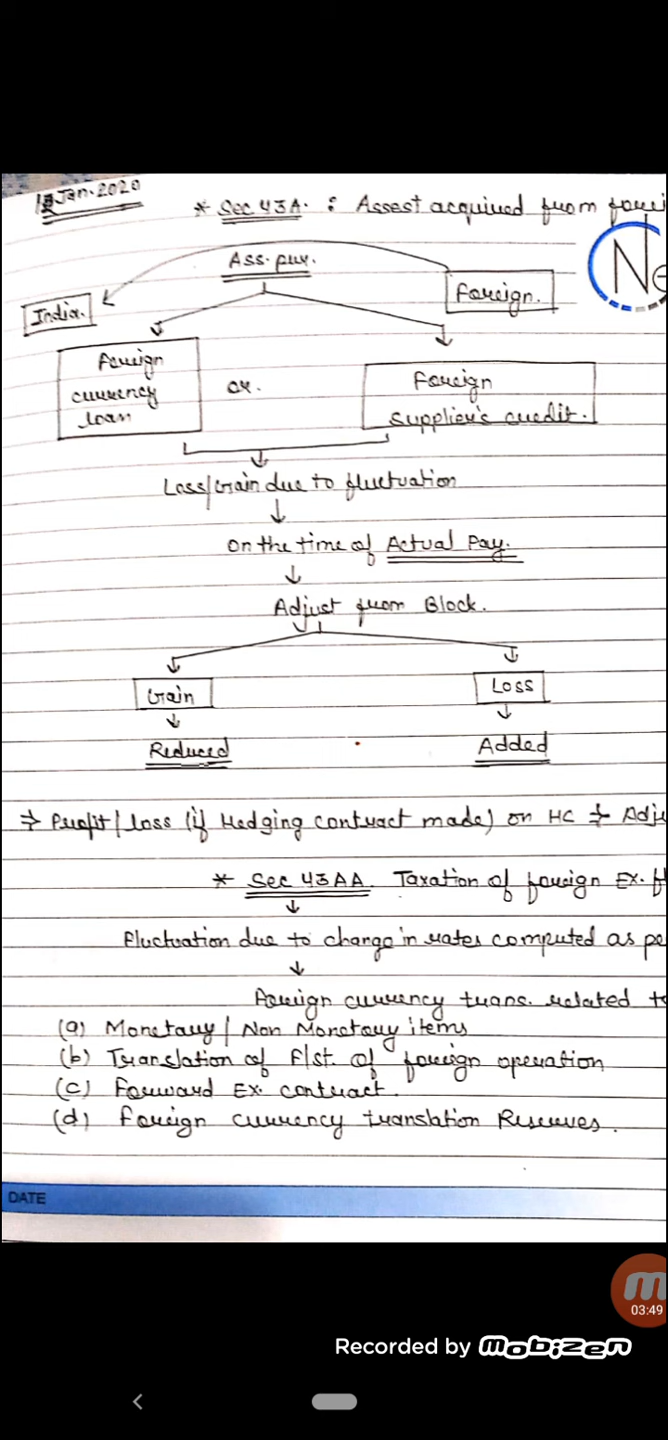 Jan. 2020
* Sec 43A. : Assest acquired from forei
Ass. pur.
Ne
India.
Foreign.
Foreign currency loan
or.
Foreign supplier's credit.
Loss/Gain due to fluctuation
On the time of Actual Pay.
Adjust from Block.
Gain
Loss
Reduced
Added
⇒ Profit / loss (if Hedging contract made) on HC → Adju
* Sec 43AA. Taxation of foreign Ex. fl
Fluctuation due to change in rates computed as pe
Foreign currency trans. related to
(a) Monetary / Non Monetary items
(b) Translation of F/st. of foreign operation
(c) Forward Ex. contract.
(d) Foreign currency translation Reserves.
DATE
03:49
Recorded by mobizen